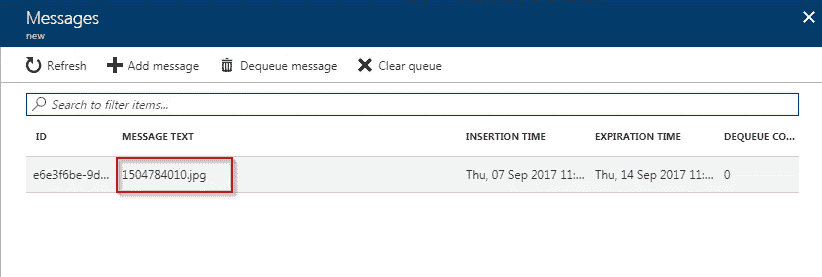 Messages
new
Refresh Add message Dequeue message Clear queue
Search to filter items...
ID MESSAGE TEXT INSERTION TIME EXPIRATION TIME DEQUEUE CO...
e6e3f6be-9d... 1504784010.jpg Thu, 07 Sep 2017 11:... Thu, 14 Sep 2017 11:... 0